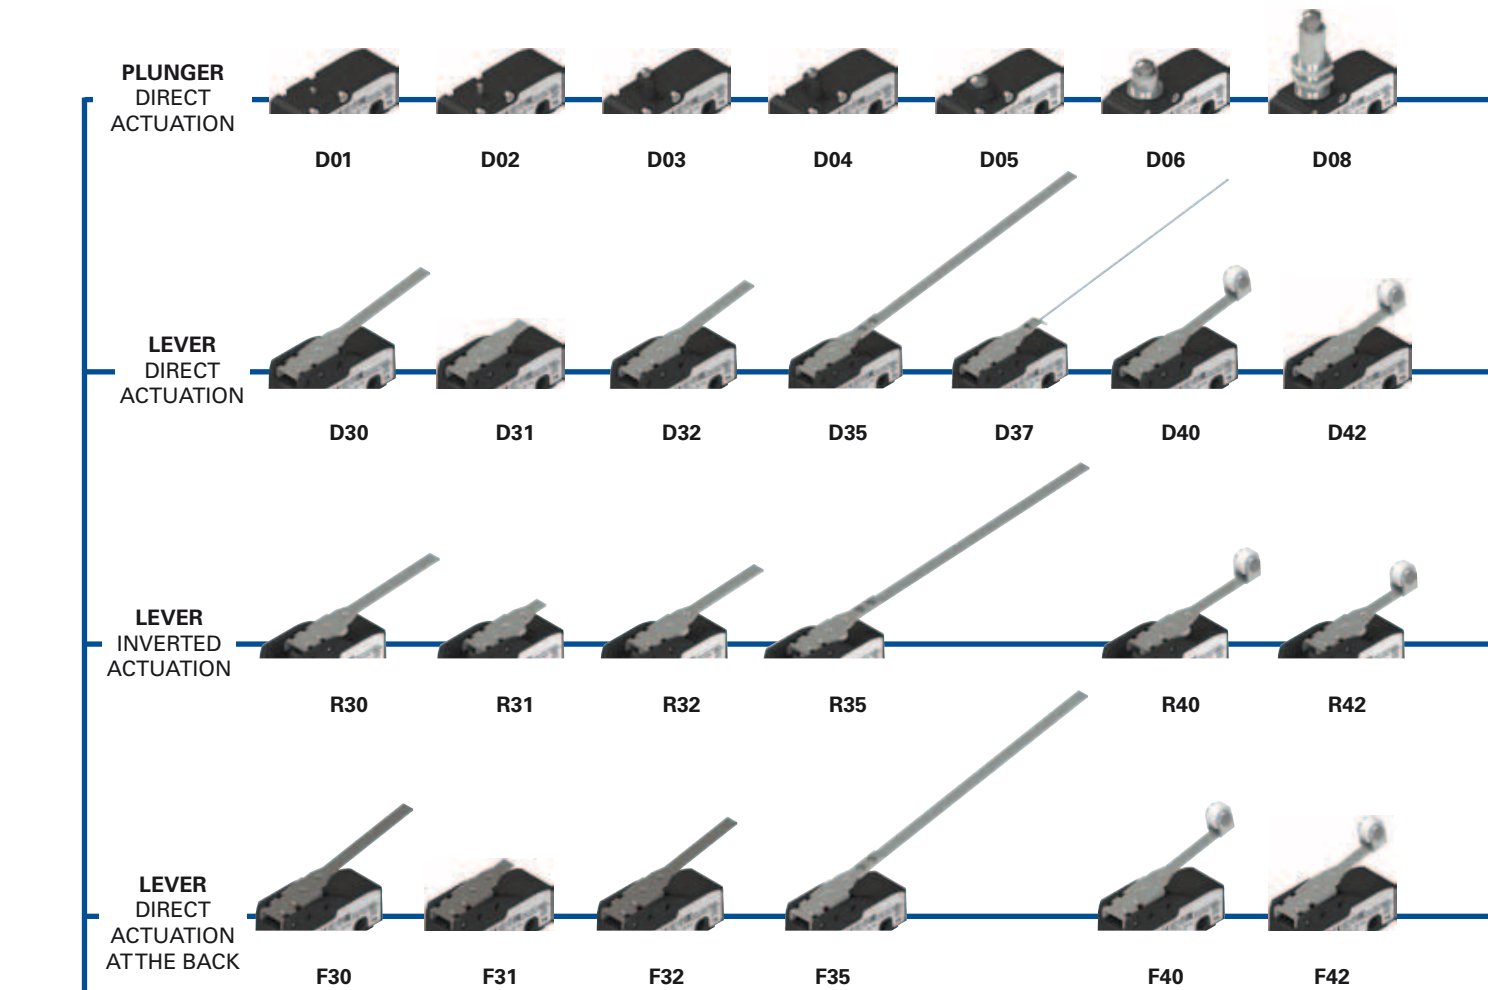 PLUNGER
DIRECT
ACTUATION
D01 D02 D03 D04 D05 D06 D08
LEVER
DIRECT
ACTUATION
D30 D31 D32 D35 D37 D40 D42
LEVER
INVERTED
ACTUATION
R30 R31 R32 R35 R40 R42
LEVER
DIRECT
ACTUATION
AT THE BACK
F30 F31 F32 F35 F40 F42